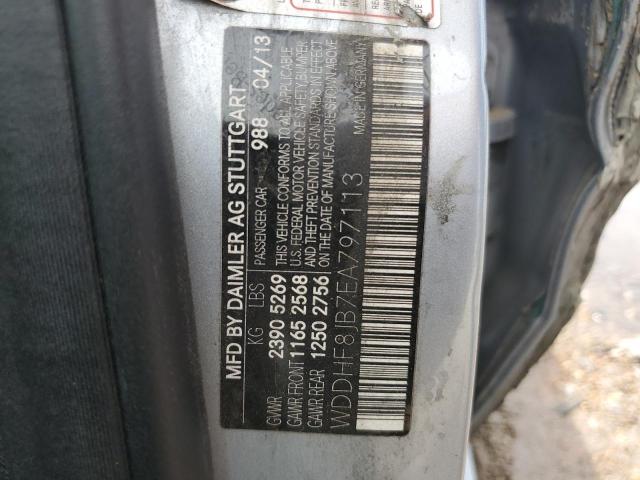 MFD BY DAIMLER AG STUTTGART
KG LBS PASSENGER CAR 988 04/13
GVWR 2390 5269 THIS VEHICLE CONFORMS TO ALL APPLICABLE
GAWR FRONT 1165 2568 U.S. FEDERAL MOTOR VEHICLE SAFETY, BUMPER
GAWR REAR 1250 2756 AND THEFT PREVENTION STANDARDS IN EFFECT
ON THE DATE OF MANUFACTURE SHOWN ABOVE
MADE IN GERMANY
WDDHF8JB7EA797113